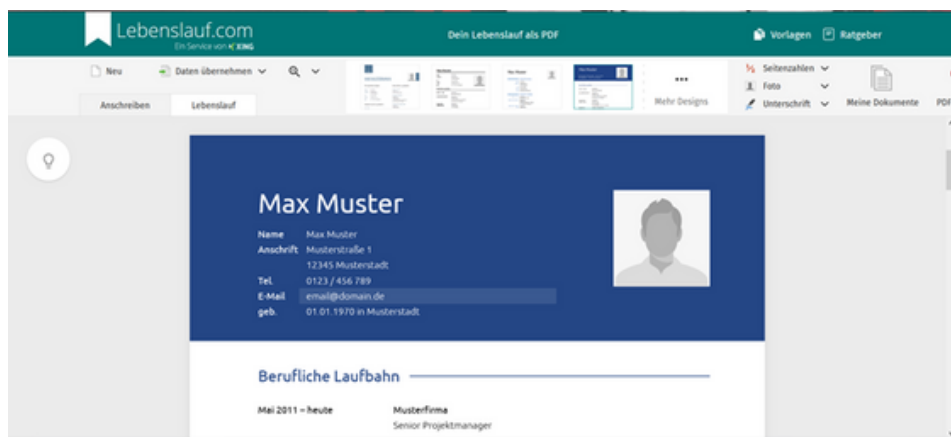 Lebenslauf.com
Ein Service von XING
Dein Lebenslauf als PDF
Vorlagen
Ratgeber
Neu
Daten übernehmen
Mehr Designs
Seitenzahlen
Foto
Unterschrift
Meine Dokumente
PDF
Anschreiben
Lebenslauf
Max Muster
Name Max Muster
Anschrift Musterstraße 1
12345 Musterstadt
Tel. 0123 / 456 789
E-Mail email@domain.de
geb. 01.01.1970 in Musterstadt
Berufliche Laufbahn
Mai 2011 – heute Musterfirma
Senior Projektmanager